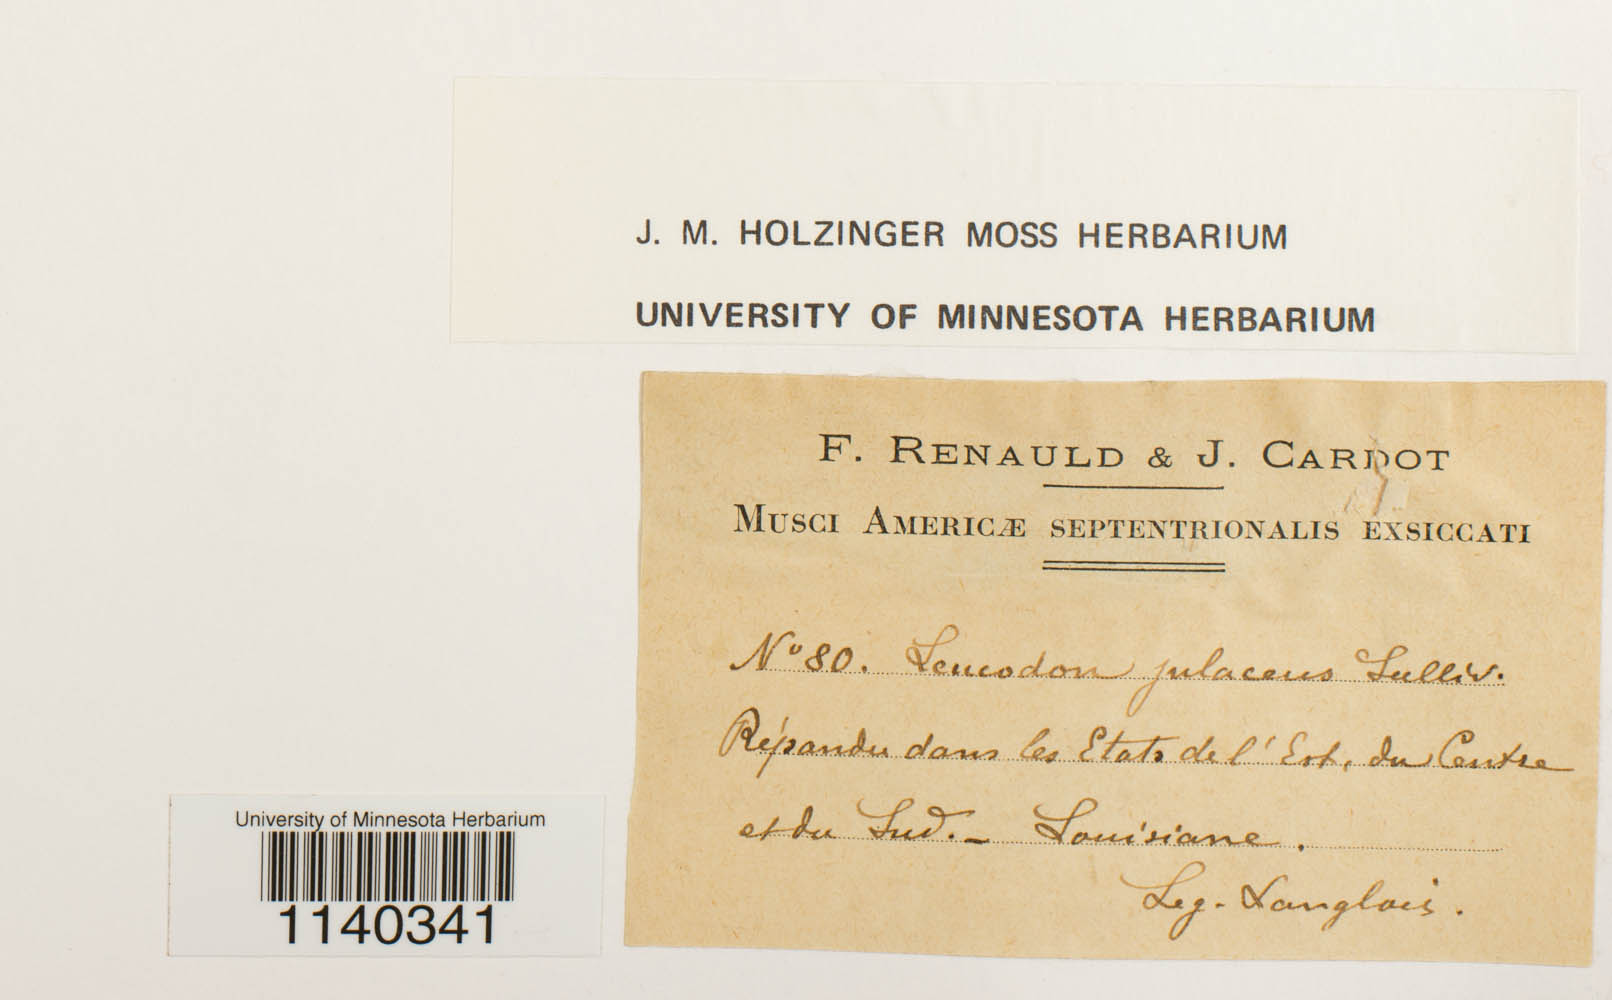 J. M. HOLZINGER MOSS HERBARIUM
UNIVERSITY OF MINNESOTA HERBARIUM
F. RENAULD & J. CARDOT
MUSCI AMERICÆ SEPTENTRIONALIS EXSICCATI
Nº 80. Leucodon julaceus Sulliv.
Répandu dans les Etats de l'Est, du Centre
et du Sud. - Louisiane.
Leg. Langlois.
University of Minnesota Herbarium
1140341